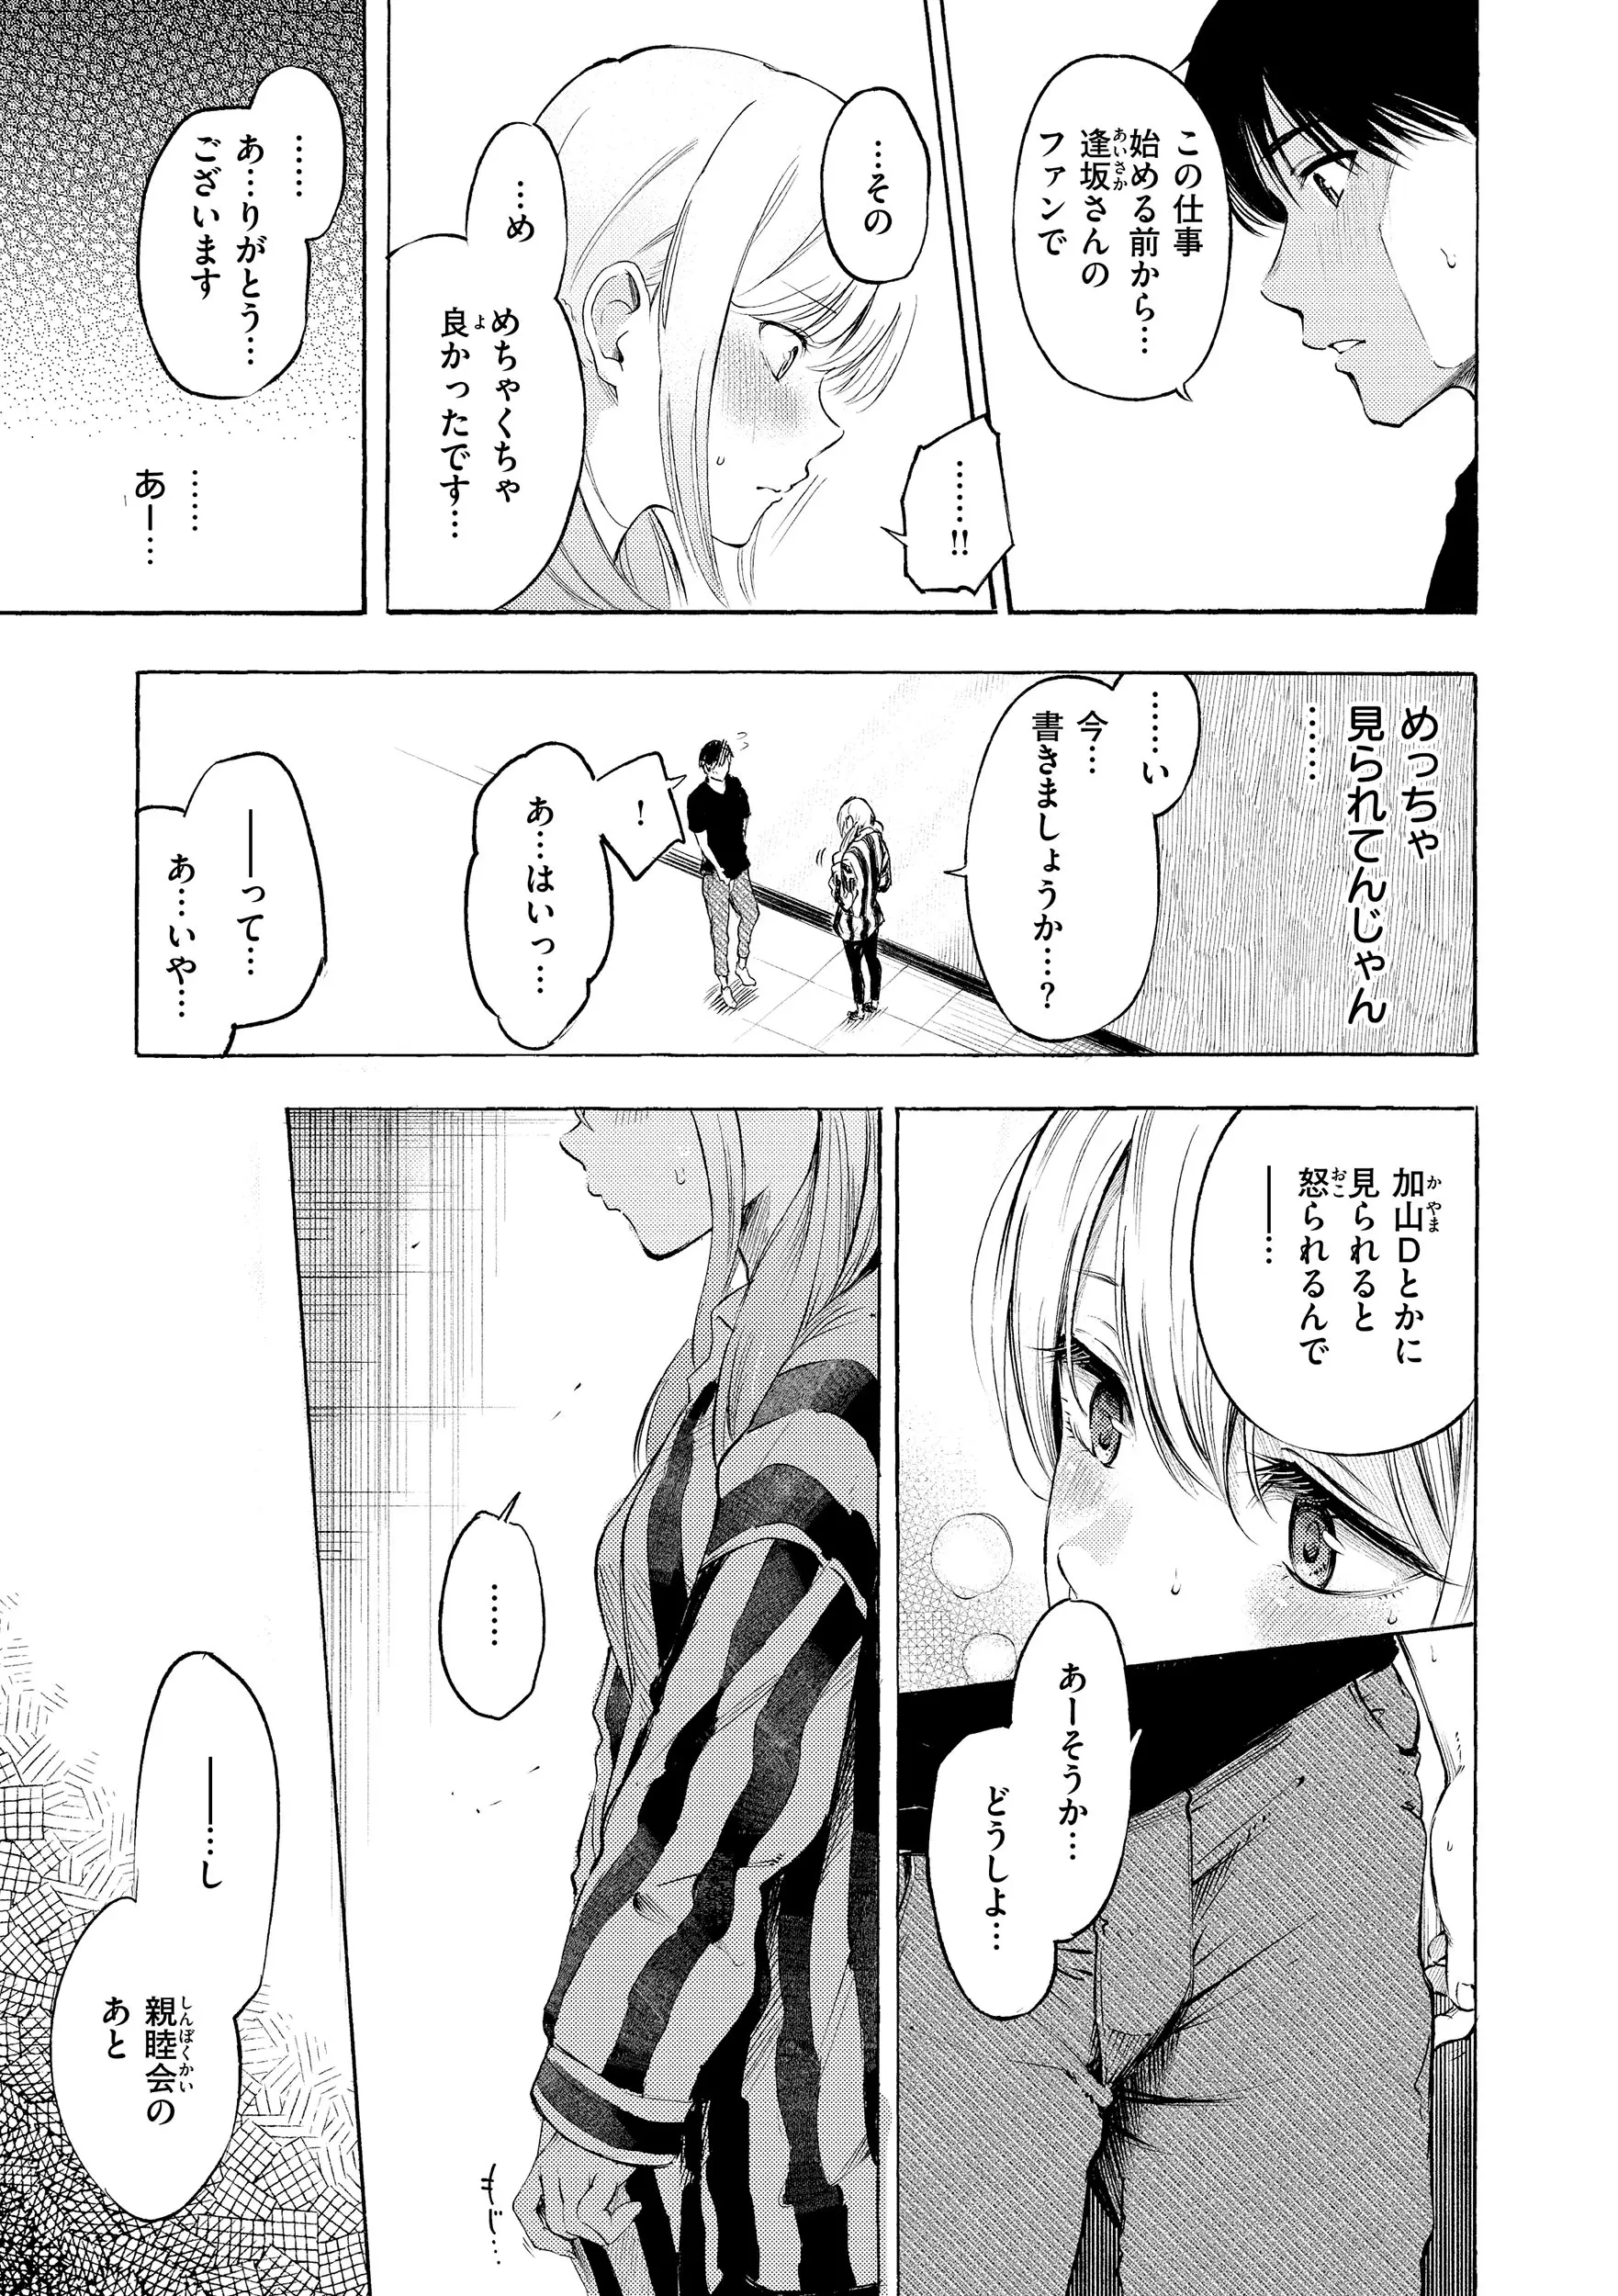 この仕事
始める前から…
逢坂さんの
ファンで
……!!
…その
…め
めちゃくちゃ
良かったです…
……
あ…りがとう…
ございます
……
あー…
めっちゃ
見られてんじゃん
……
……い
今…
書きましょうか…?
!
あ…はいっ…
──って…
あ…いや…
加山Dとかに
見られると
怒られるんで
──…
あーそうか…
どうしよ…
……
もじ…
──…し
親睦会の
あと